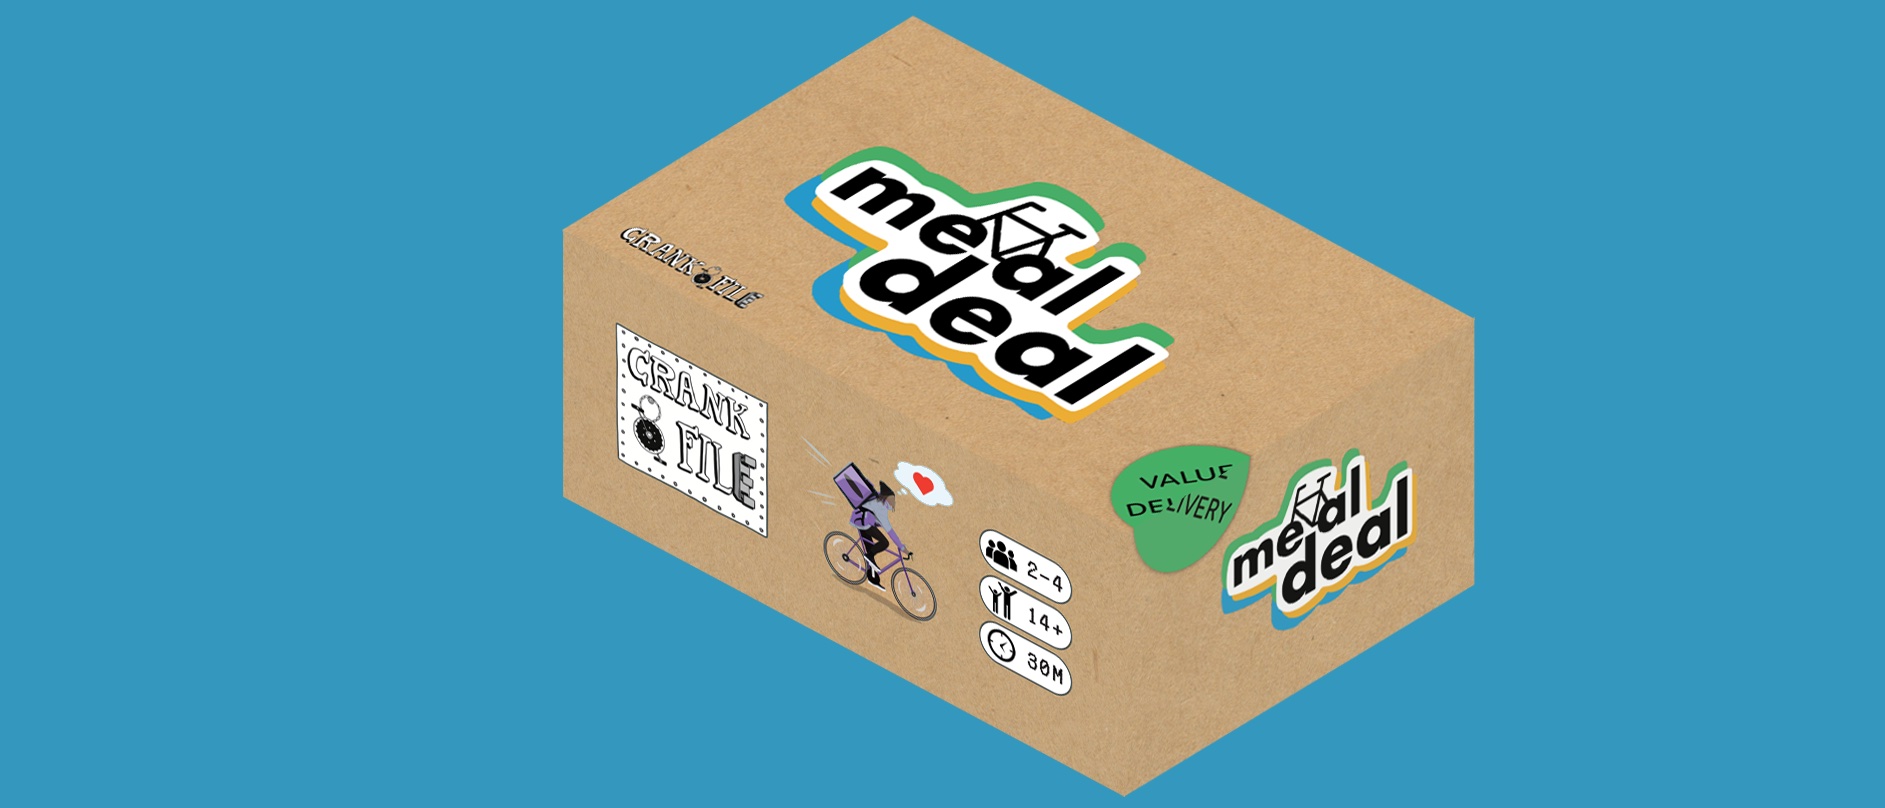 meal
deal
CRANK FILE
CRANK
FILE
2-4
14+
30M
VALUE
DELIVERY
meal
deal